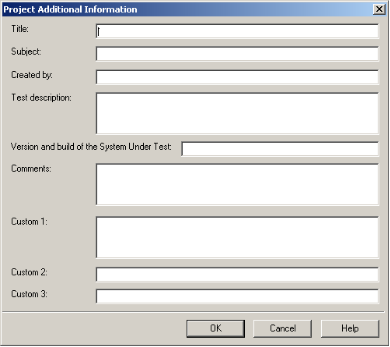 Project Additional Information
Title:
Subject:
Created by:
Test description:
Version and build of the System Under Test:
Comments:
Custom 1:
Custom 2:
Custom 3:
OK Cancel Help